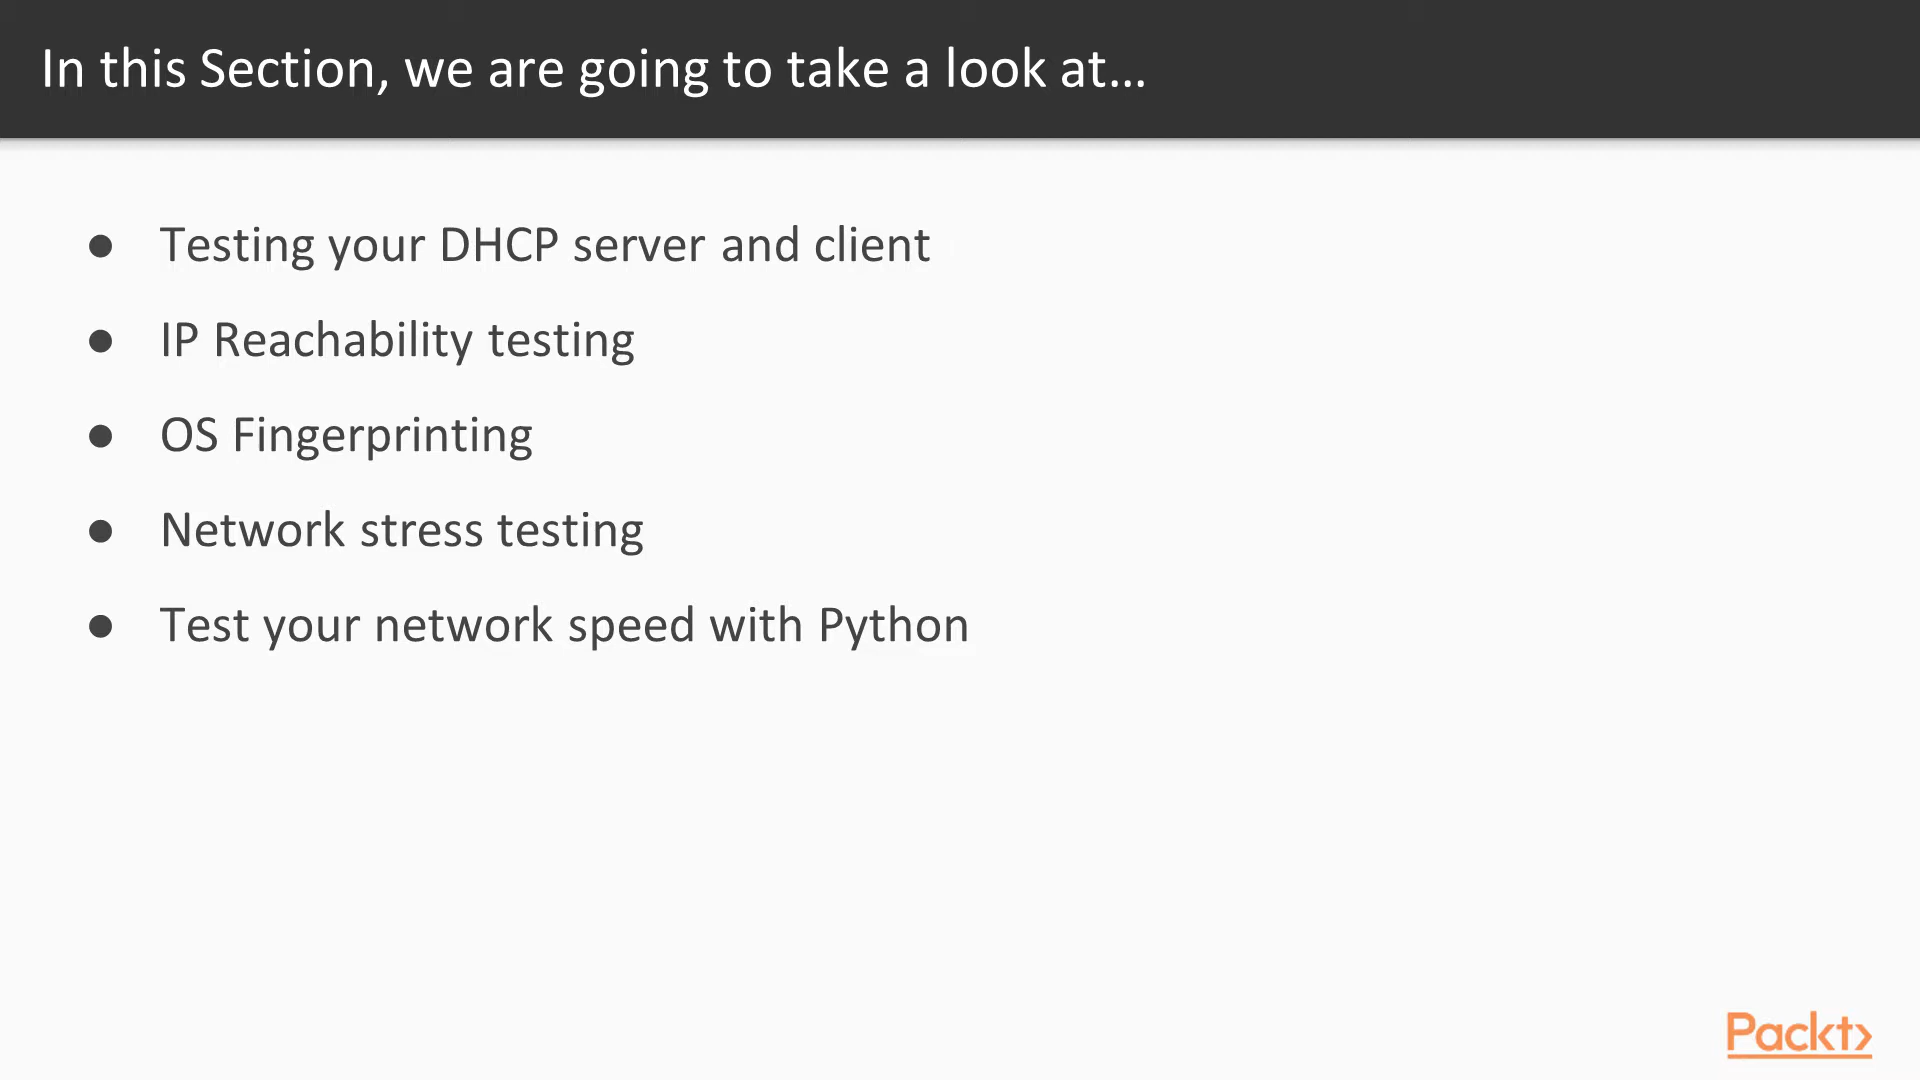 In this Section, we are going to take a look at...
● Testing your DHCP server and client
● IP Reachability testing
● OS Fingerprinting
● Network stress testing
● Test your network speed with Python
Packt>